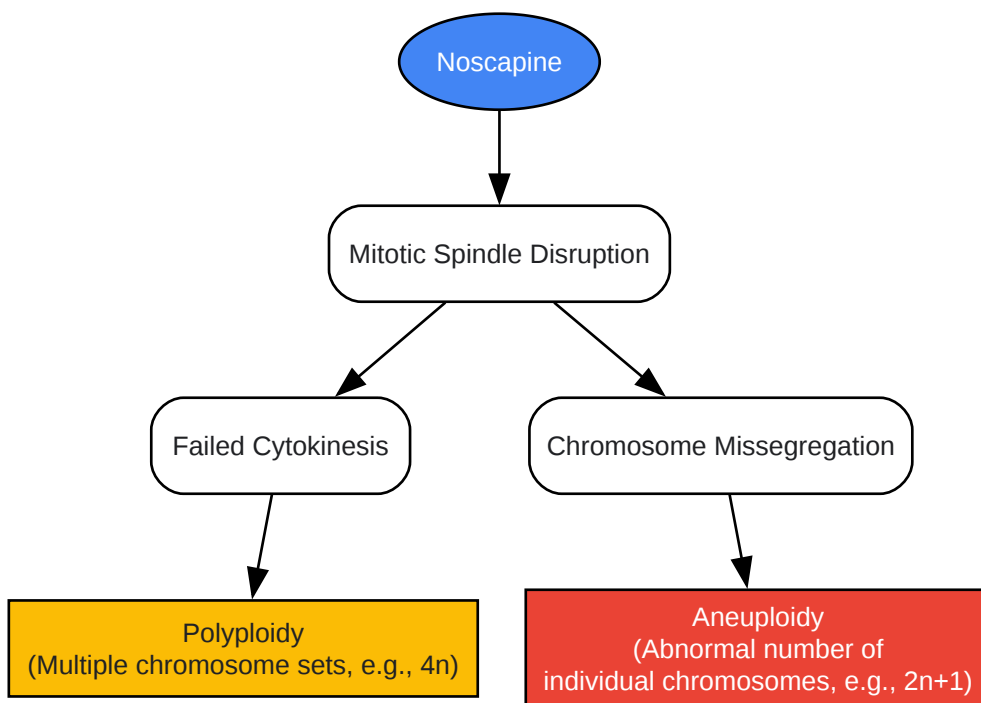 Noscapine
Mitotic Spindle Disruption
Failed Cytokinesis
Chromosome Missegregation
Polyploidy
(Multiple chromosome sets, e.g., 4n)
Aneuploidy
(Abnormal number of
individual chromosomes, e.g., 2n+1)